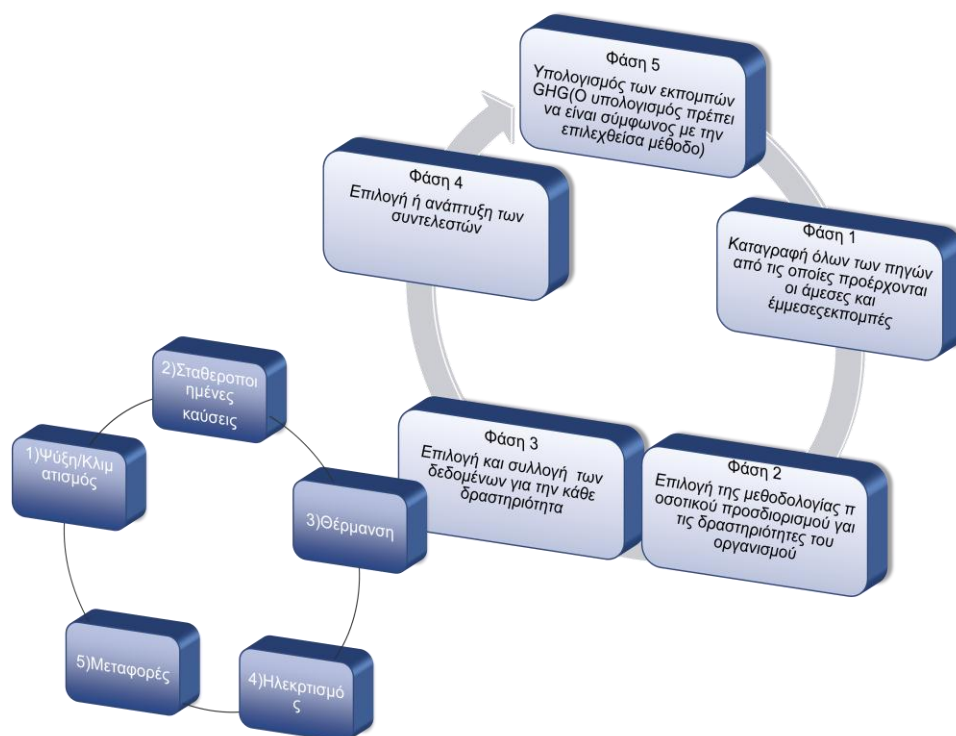 Φάση 5
Υπολογισμός των εκπομπών
GHG(Ο υπολογισμός πρέπει
να είναι σύμφωνος με την
επιλεχθείσα μέθοδο)
Φάση 1
Καταγραφή όλων των πηγών
από τις οποίες προέρχονται
οι άμεσες και
έμμεσεςεκπομπές
Φάση 2
Επιλογή της μεθοδολογίας π
οσοτικού προσδιορισμού γαι
τις δραστηριότητες του
οργανισμού
Φάση 3
Επιλογή και συλλογή των
δεδομένων για την κάθε
δραστηριότητα
Φάση 4
Επιλογή ή ανάπτυξη των
συντελεστών
1)Ψύξη/Κλιμ
ατισμός
2)Σταθεροποι
ημένες
καύσεις
3)Θέρμανση
4)Ηλεκρτισμό
ς
5)Μεταφορές